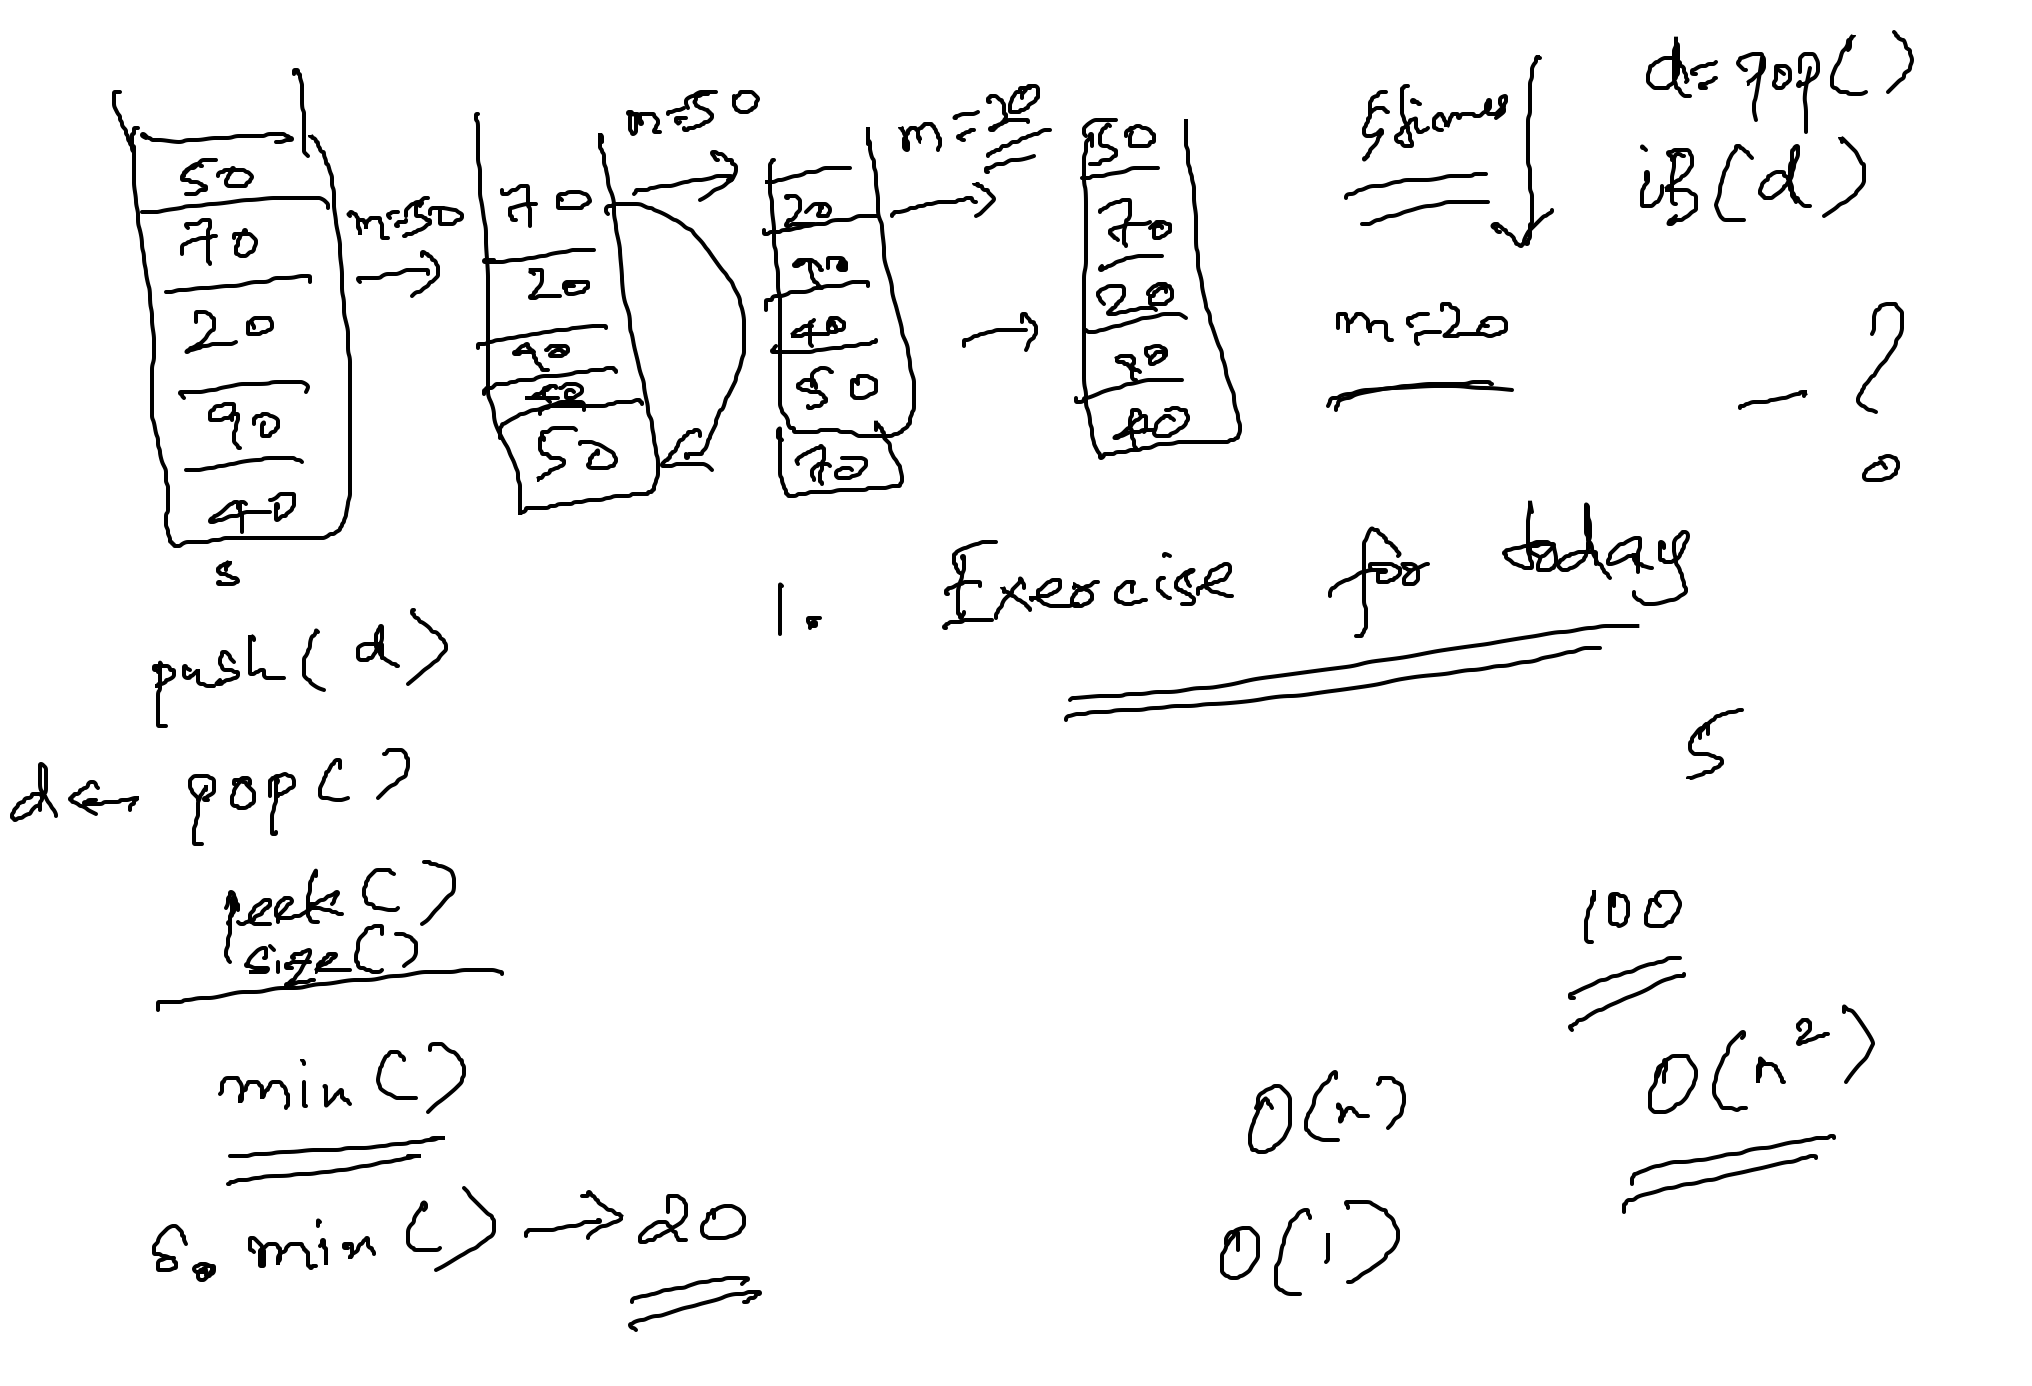 50
70
20
90
40
s
m=50
70
20
90
40
50
m=50
20
90
40
50
70
m=20
50
70
20
90
40
5 times
d=pop()
iB(d)
m=20
- ?
1. Exercise for today
push(d)
d ← pop()
peek()
size()
min()
s.min() → 20
5
100
O(n)
O(n²)
O(1)